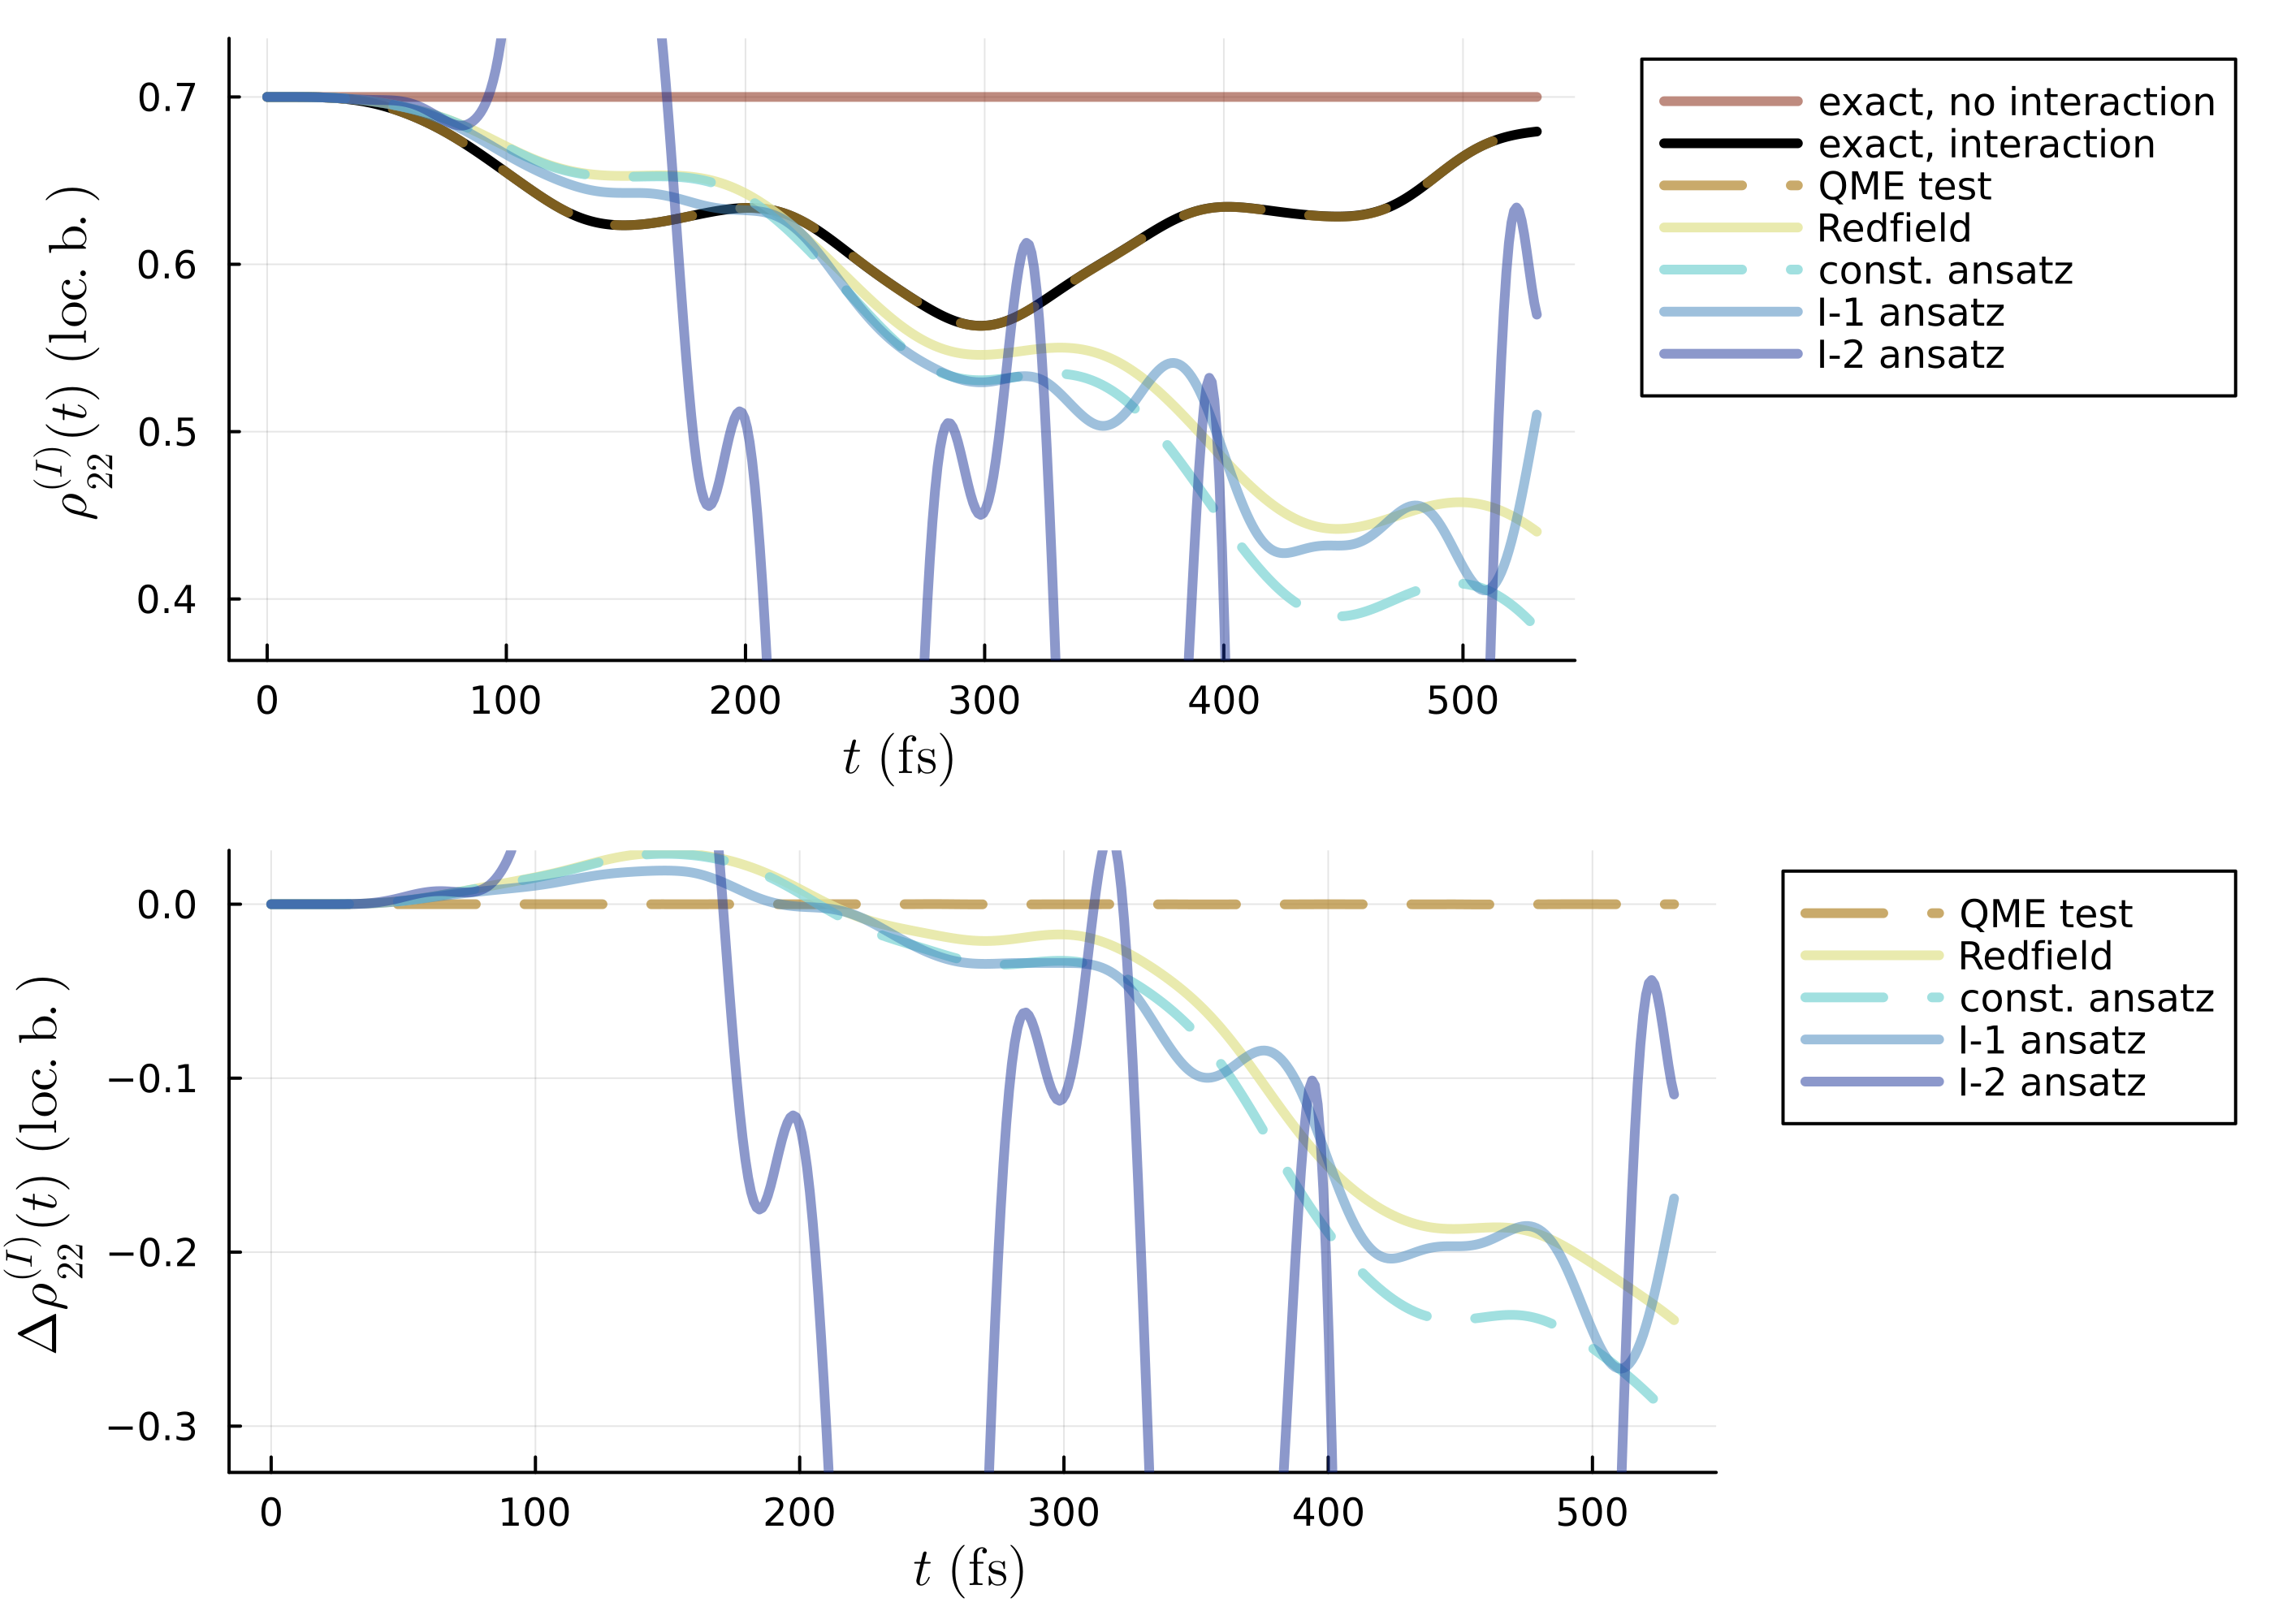 0.7
0.6
0.5
0.4
ρ₂₂⁽ᴵ⁾(t) (loc. b. )
0 100 200 300 400 500
t (fs)
exact, no interaction
exact, interaction
QME test
Redfield
const. ansatz
I-1 ansatz
I-2 ansatz
0.0
−0.1
−0.2
−0.3
Δρ₂₂⁽ᴵ⁾(t) (loc. b. )
0 100 200 300 400 500
t (fs)
QME test
Redfield
const. ansatz
I-1 ansatz
I-2 ansatz